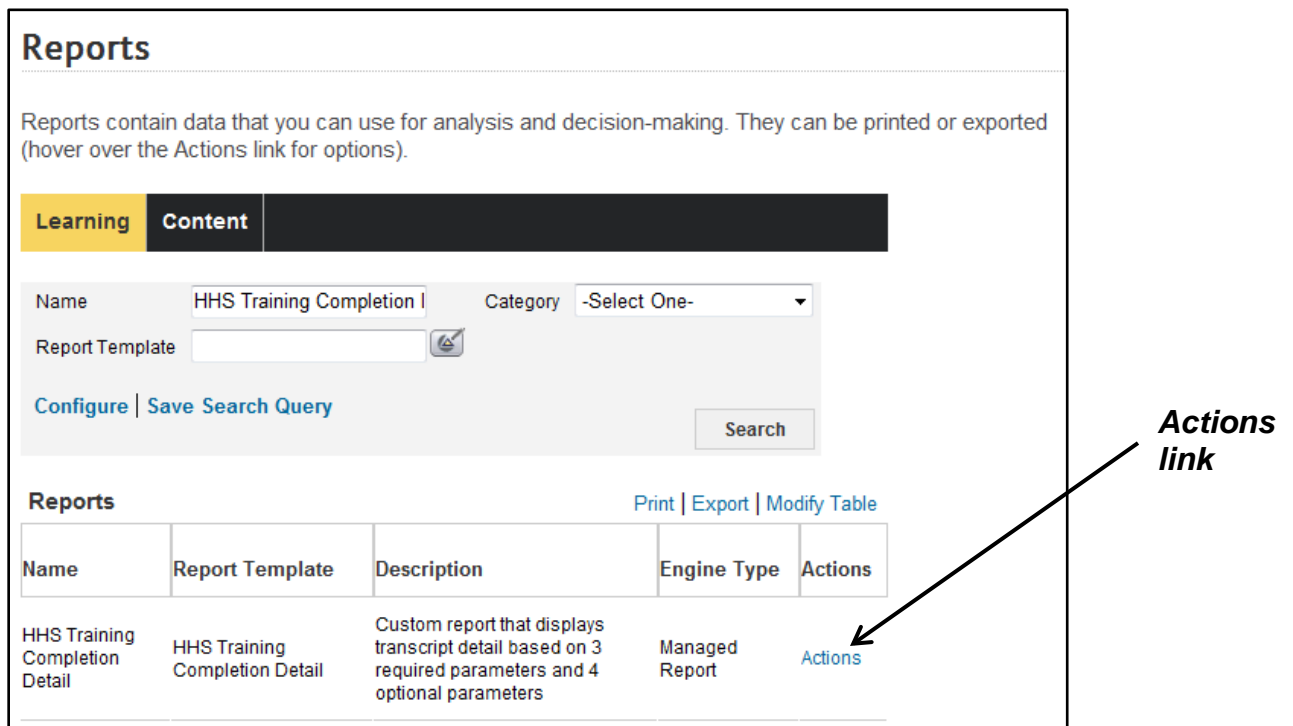 Reports
Reports contain data that you can use for analysis and decision-making. They can be printed or exported
(hover over the Actions link for options).
Learning Content
Name HHS Training Completion Category -Select One-
Report Template
Configure | Save Search Query
Search
Actions
link
Reports Print | Export | Modify Table
Name Report Template Description Engine Type Actions
HHS Training
Completion
Detail
HHS Training
Completion Detail
Custom report that displays
transcript detail based on 3
required parameters and 4
optional parameters
Managed
Report
Actions